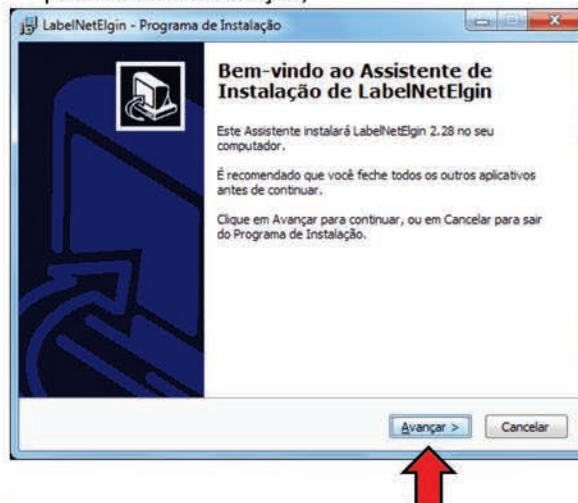 LabelNetElgin - Programa de Instalação
Bem-vindo ao Assistente de
Instalação de LabelNetElgin
Este Assistente instalará LabelNetElgin 2.28 no seu
computador.
É recomendado que você feche todos os outros aplicativos
antes de continuar.
Clique em Avançar para continuar, ou em Cancelar para sair
do Programa de Instalação.
Avançar >
Cancelar